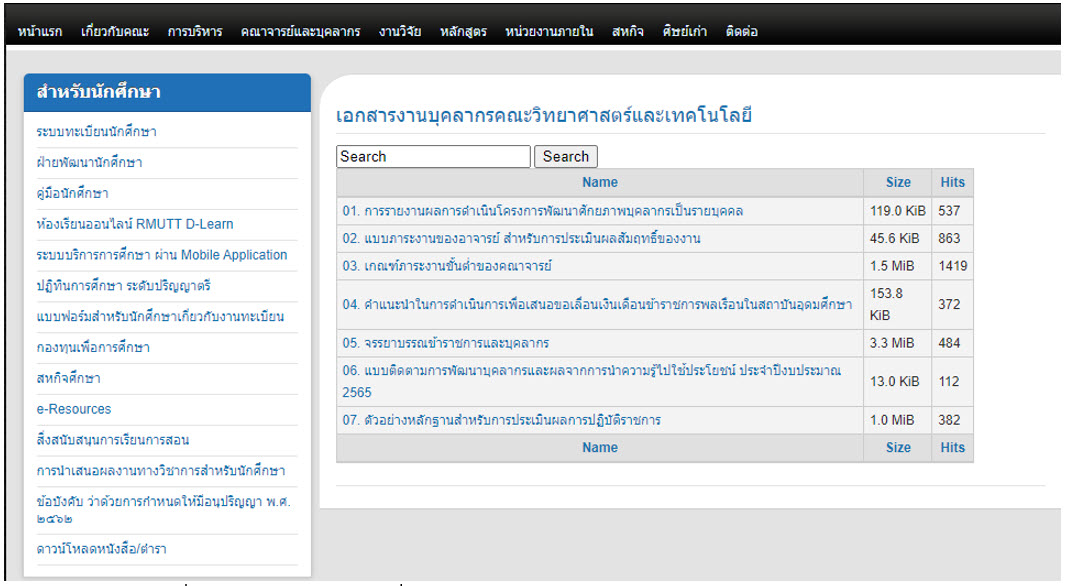 หน้าแรก เกี่ยวกับคณะ การบริหาร คณาจารย์และบุคลากร งานวิจัย หลักสูตร หน่วยงานภายใน สหกิจ ศิษย์เก่า ติดต่อ
สำหรับนักศึกษา
ระบบทะเบียนนักศึกษา
ฝ่ายพัฒนานักศึกษา
คู่มือนักศึกษา
ห้องเรียนออนไลน์ RMUTT D-Learn
ระบบบริการการศึกษา ผ่าน Mobile Application
ปฏิทินการศึกษา ระดับปริญญาตรี
แบบฟอร์มสำหรับนักศึกษาเกี่ยวกับงานทะเบียน
กองทุนเพื่อการศึกษา
สหกิจศึกษา
e-Resources
สิ่งสนับสนุนการเรียนการสอน
การนำเสนอผลงานทางวิชาการสำหรับนักศึกษา
ข้อบังคับ ว่าด้วยการกำหนดให้มีอนุปริญญา พ.ศ.
๒๕๖๒
ดาวน์โหลดหนังสือ/ตำรา
เอกสารงานบุคลากรคณะวิทยาศาสตร์และเทคโนโลยี
Search Search
Name Size Hits
01. การรายงานผลการดำเนินโครงการพัฒนาศักยภาพบุคลากรเป็นรายบุคคล 119.0 KiB 537
02. แบบภาระงานของอาจารย์ สำหรับการประเมินผลสัมฤทธิ์ของงาน 45.6 KiB 863
03. เกณฑ์ภาระงานขั้นต่ำของคณาจารย์ 1.5 MiB 1419
04. คำแนะนำในการดำเนินการเพื่อเสนอขอเลื่อนเงินเดือนข้าราชการพลเรือนในสถาบันอุดมศึกษา 153.8 KiB 372
05. จรรยาบรรณข้าราชการและบุคลากร 3.3 MiB 484
06. แบบติดตามการพัฒนาบุคลากรและผลจากการนำความรู้ไปใช้ประโยชน์ ประจำปีงบประมาณ
2565 13.0 KiB 112
07. ตัวอย่างหลักฐานสำหรับการประเมินผลการปฏิบัติราชการ 1.0 MiB 382
Name Size Hits